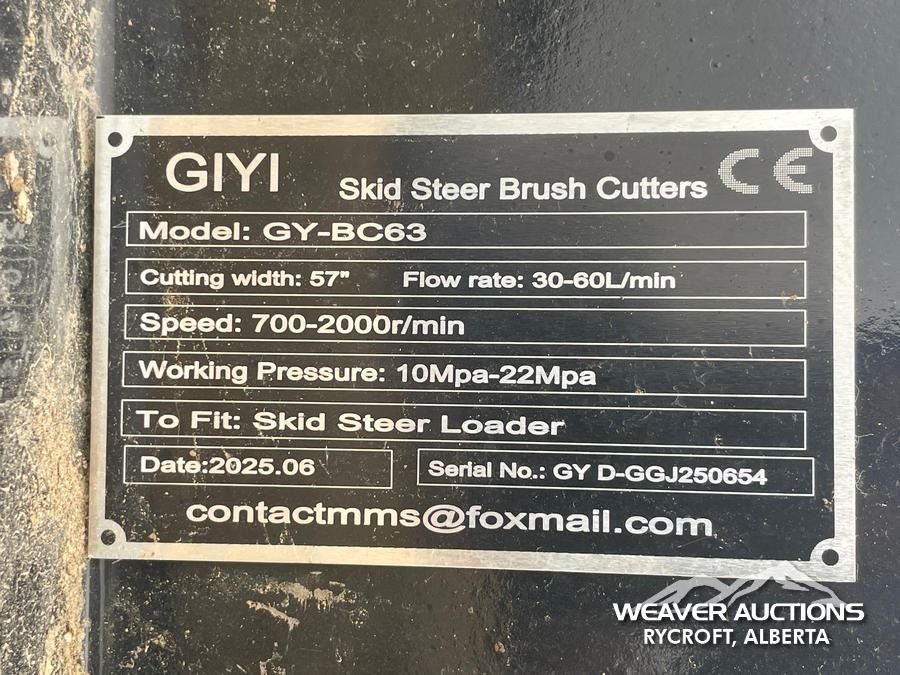 GIYI
Skid Steer Brush Cutters CE
Model: GY-BC63
Cutting width: 57" Flow rate: 30-60L/min
Speed: 700-2000r/min
Working Pressure: 10Mpa-22Mpa
To Fit: Skid Steer Loader
Date:2025.06 Serial No.: GY D-GGJ250654
contactmms@foxmail.com
WEAVER AUCTIONS
RYCROFT, ALBERTA